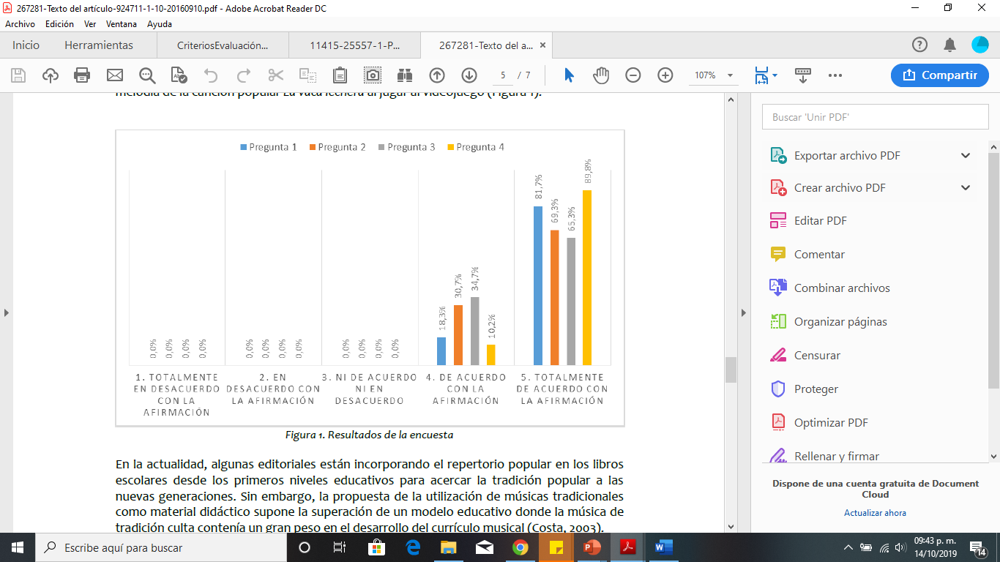 267281-Texto del artículo-924711-1-10-20160910.pdf - Adobe Acrobat Reader DC
Archivo Edición Ver Ventana Ayuda
Inicio Herramientas CriteriosEvaluación... 11415-25557-1-P... 267281-Texto del a... ×
5 / 7 107% Compartir
melodía de la canción popular La vaca lechera al jugar al videojuego (Figura 1).
Pregunta 1 Pregunta 2 Pregunta 3 Pregunta 4
0,0% 0,0% 0,0% 0,0% 0,0% 0,0% 0,0% 0,0% 0,0% 0,0% 0,0% 0,0% 18,3% 30,7% 34,7% 10,2% 81,7% 69,3% 65,3% 89,8%
1. TOTALMENTE EN DESACUERDO CON LA AFIRMACIÓN
2. EN DESACUERDO CON LA AFIRMACIÓN
3. NI DE ACUERDO NI EN DESACUERDO
4. DE ACUERDO CON LA AFIRMACIÓN
5. TOTALMENTE DE ACUERDO CON LA AFIRMACIÓN
Figura 1. Resultados de la encuesta
En la actualidad, algunas editoriales están incorporando el repertorio popular en los libros
escolares desde los primeros niveles educativos para acercar la tradición popular a las
nuevas generaciones. Sin embargo, la propuesta de la utilización de músicas tradicionales
como material didáctico supone la superación de un modelo educativo donde la música de
tradición culta contenía un gran peso en el desarrollo del currículo musical (Costa, 2003).
Buscar 'Unir PDF'
Exportar archivo PDF
Crear archivo PDF
Editar PDF
Comentar
Combinar archivos
Organizar páginas
Censurar
Proteger
Optimizar PDF
Rellenar y firmar
Dispone de una cuenta gratuita de Document
Cloud
Actualizar ahora
Escribe aquí para buscar
09:43 p. m.
14/10/2019
14